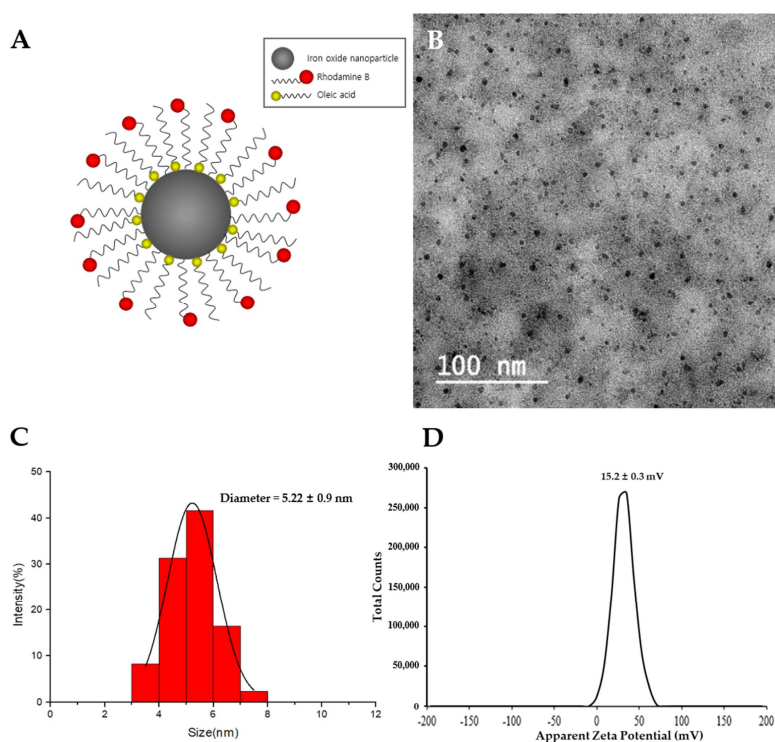 A
Iron oxide nanoparticle
Rhodamine B
Oleic acid
B
100 nm
C
50
40
30
20
10
0
Intensity(%)
Diameter = 5.22 ± 0.9 nm
0 2 4 6 8 10 12
Size(nm)
D
300,000
250,000
200,000
150,000
100,000
50,000
0
Total Counts
15.2 ± 0.3 mV
-200 -150 -100 -50 0 50 100 150 200
Apparent Zeta Potential (mV)